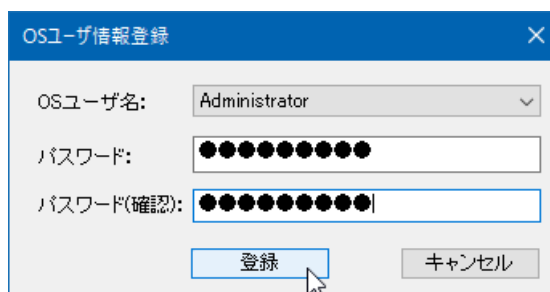 OSユーザ情報登録
OSユーザ名: Administrator
パスワード: ●●●●●●●●●
パスワード(確認): ●●●●●●●●●
登録 キャンセル